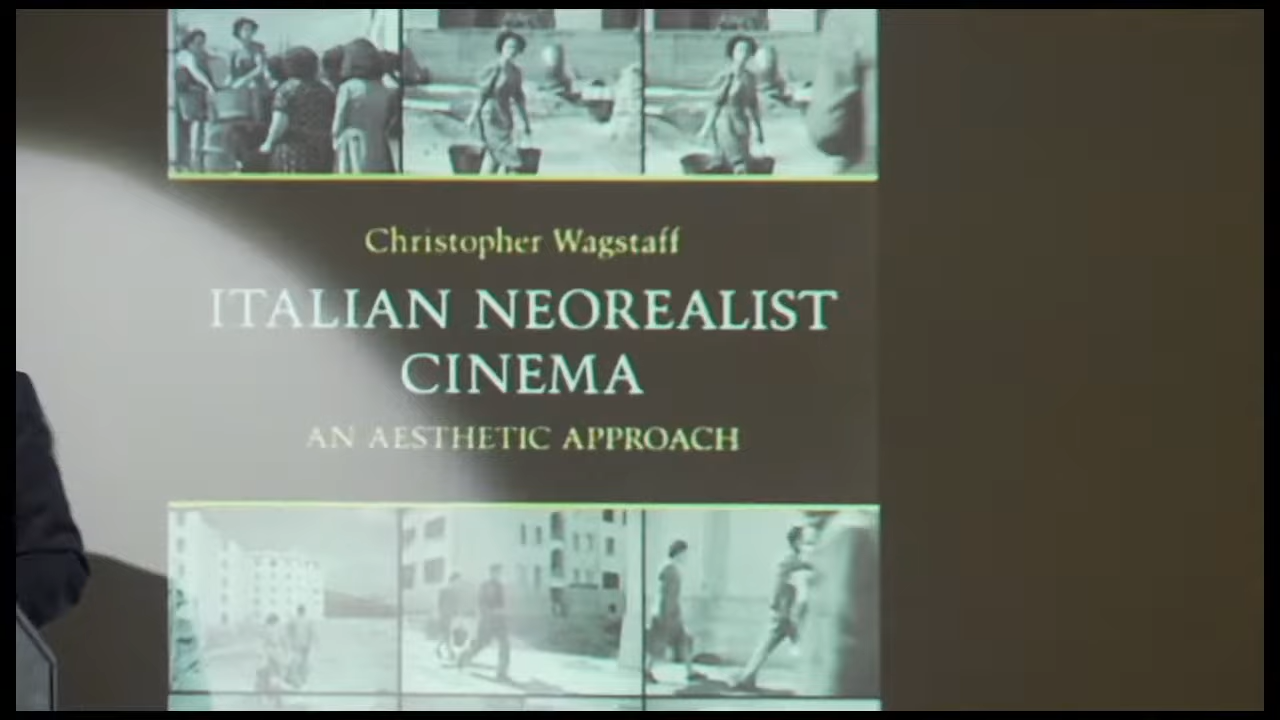 Christopher Wagstaff
ITALIAN NEOREALIST
CINEMA
AN AESTHETIC APPROACH